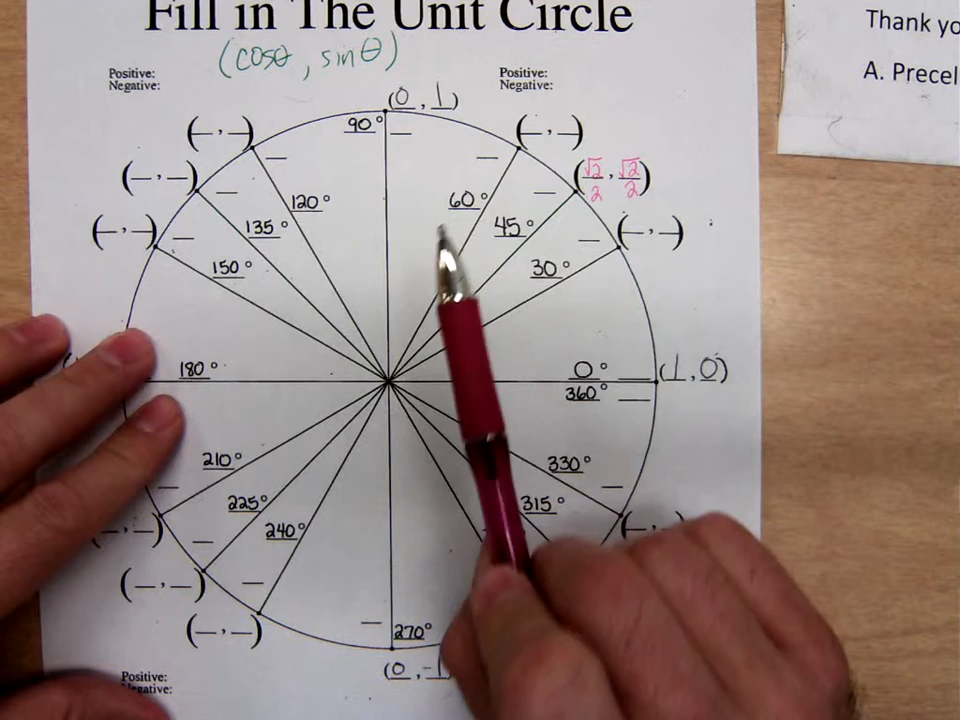 Fill in The Unit Circle
(cosθ , sinθ)
Thank
A. Precel
Positive:
Negative:
Positive:
Negative:
(0 , 1)
90°
(— , —)
(— , —)
(— , —)
(√2/2 , √2/2)
120°
60°
135°
45°
(— , —)
(— , —)
150°
30°
180°
0°
(1 , 0)
360°
210°
330°
225°
315°
240°
(— , —)
(— , —)
(— , —)
270°
(0 , -1
Positive:
Negative: